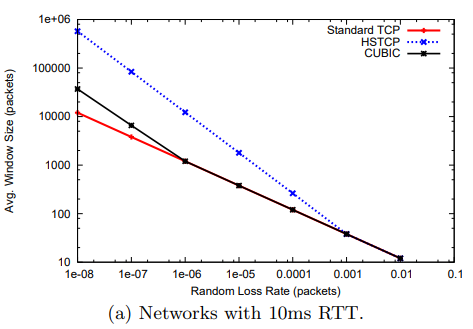 1e+06
100000
10000
1000
100
10
Avg. Window Size (packets)
Standard TCP
HSTCP
CUBIC
1e-08 1e-07 1e-06 1e-05 0.0001 0.001 0.01 0.1
Random Loss Rate (packets)
(a) Networks with 10ms RTT.